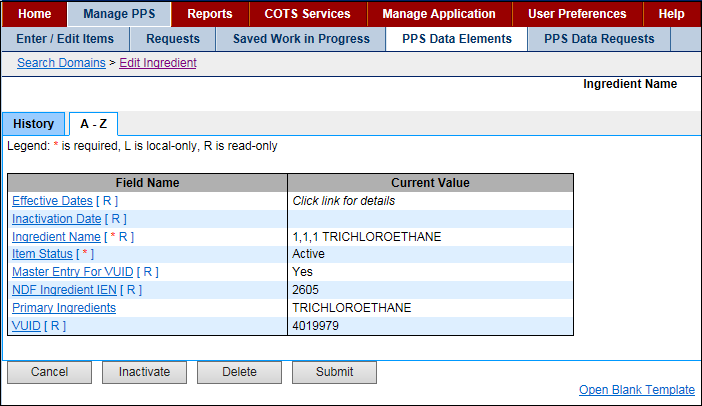 Home Manage PPS Reports COTS Services Manage Application User Preferences Help
Enter / Edit Items Requests Saved Work in Progress PPS Data Elements PPS Data Requests
Search Domains > Edit Ingredient
Ingredient Name
History A - Z
Legend: * is required, L is local-only, R is read-only
Field Name Current Value
Effective Dates [ R ] Click link for details
Inactivation Date [ R ]
Ingredient Name [ * R ] 1,1,1 TRICHLOROETHANE
Item Status [ * ] Active
Master Entry For VUID [ R ] Yes
NDF Ingredient IEN [ R ] 2605
Primary Ingredients TRICHLOROETHANE
VUID [ R ] 4019979
Cancel Inactivate Delete Submit
Open Blank Template